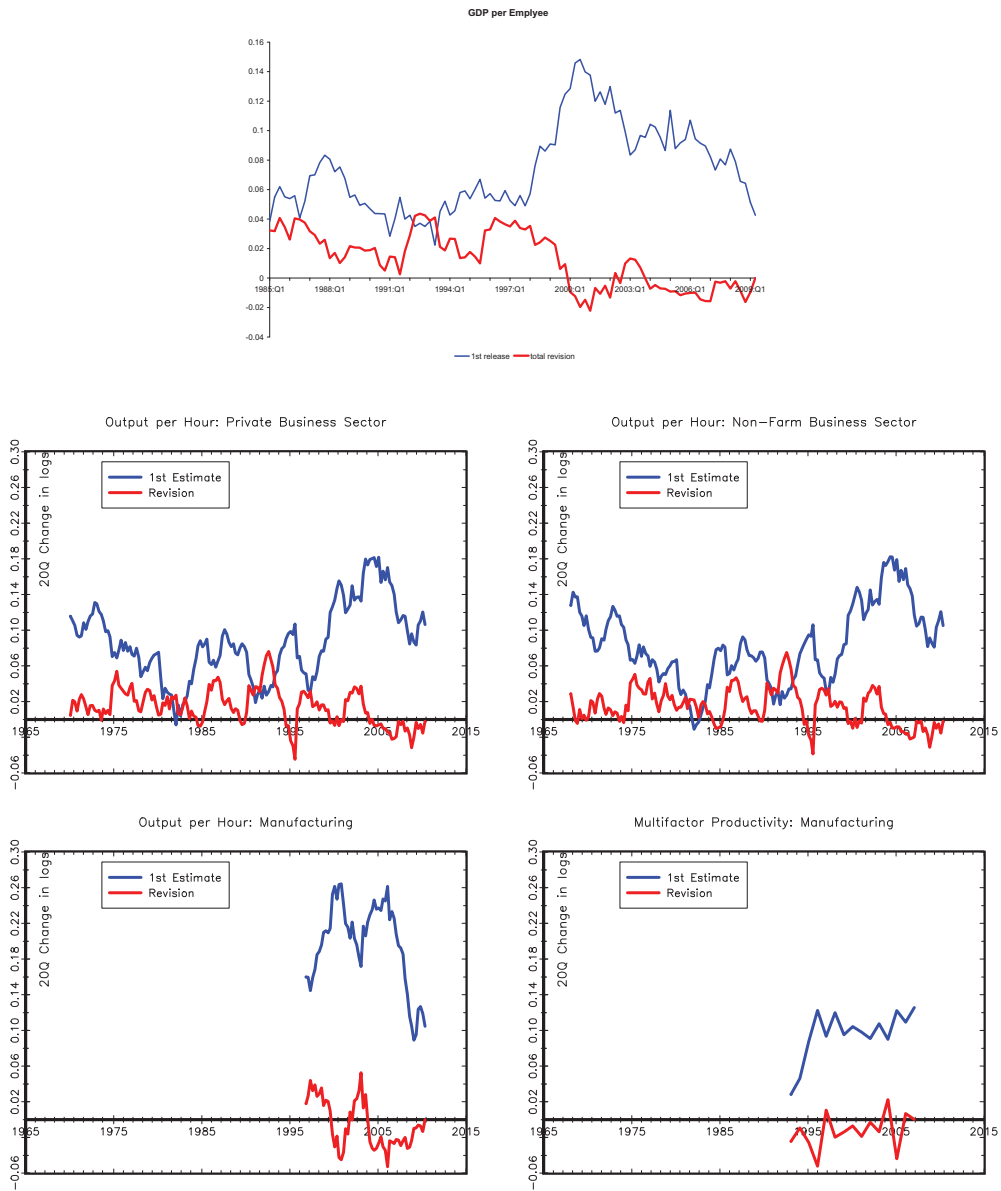 GDP per Emplyee
0.16
0.14
0.12
0.1
0.08
0.06
0.04
0.02
0
-0.02
-0.04
1985:Q1 1988:Q1 1991:Q1 1994:Q1 1997:Q1 2000:Q1 2003:Q1 2006:Q1 2009:Q1
1st release total revision
Output per Hour: Private Business Sector
20Q Change in logs
0.30
0.26
0.22
0.18
0.14
0.10
0.06
0.02
-0.06
1st Estimate
Revision
1965 1975 1985 1995 2005 2015
Output per Hour: Non-Farm Business Sector
20Q Change in logs
0.30
0.26
0.22
0.18
0.14
0.10
0.06
0.02
-0.06
1st Estimate
Revision
1965 1975 1985 1995 2005 2015
Output per Hour: Manufacturing
20Q Change in logs
0.30
0.26
0.22
0.18
0.14
0.10
0.06
0.02
-0.06
1st Estimate
Revision
1965 1975 1985 1995 2005 2015
Multifactor Productivity: Manufacturing
20Q Change in logs
0.30
0.26
0.22
0.18
0.14
0.10
0.06
0.02
-0.06
1st Estimate
Revision
1965 1975 1985 1995 2005 2015